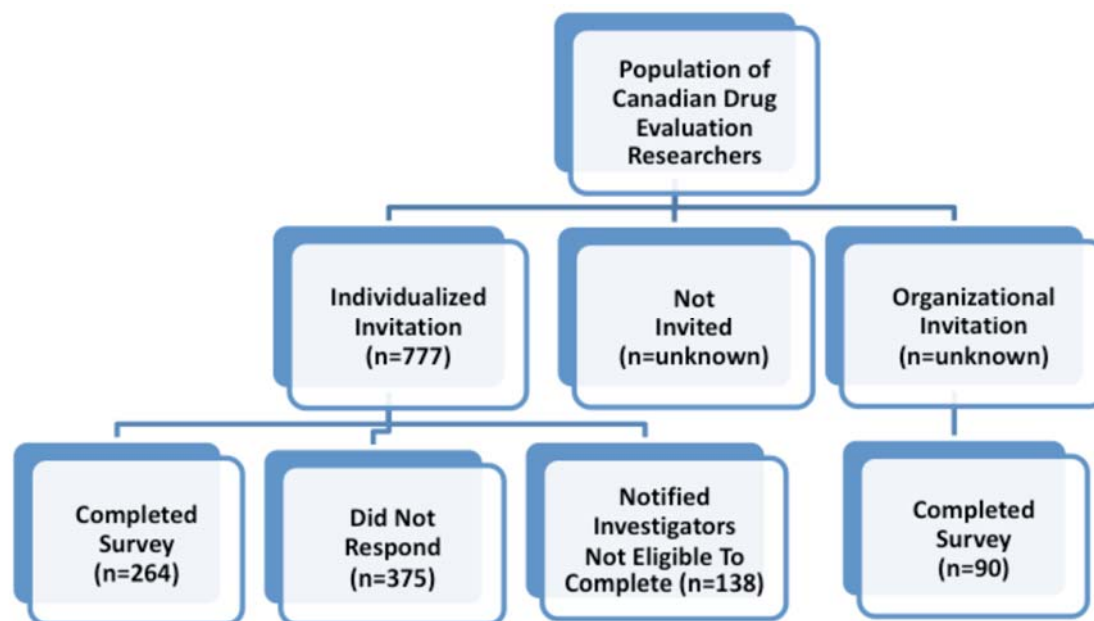 Population of
Canadian Drug
Evaluation
Researchers
Individualized
Invitation
(n=777)
Not
Invited
(n=unknown)
Organizational
Invitation
(n=unknown)
Completed
Survey
(n=264)
Did Not
Respond
(n=375)
Notified
Investigators
Not Eligible To
Complete (n=138)
Completed
Survey
(n=90)